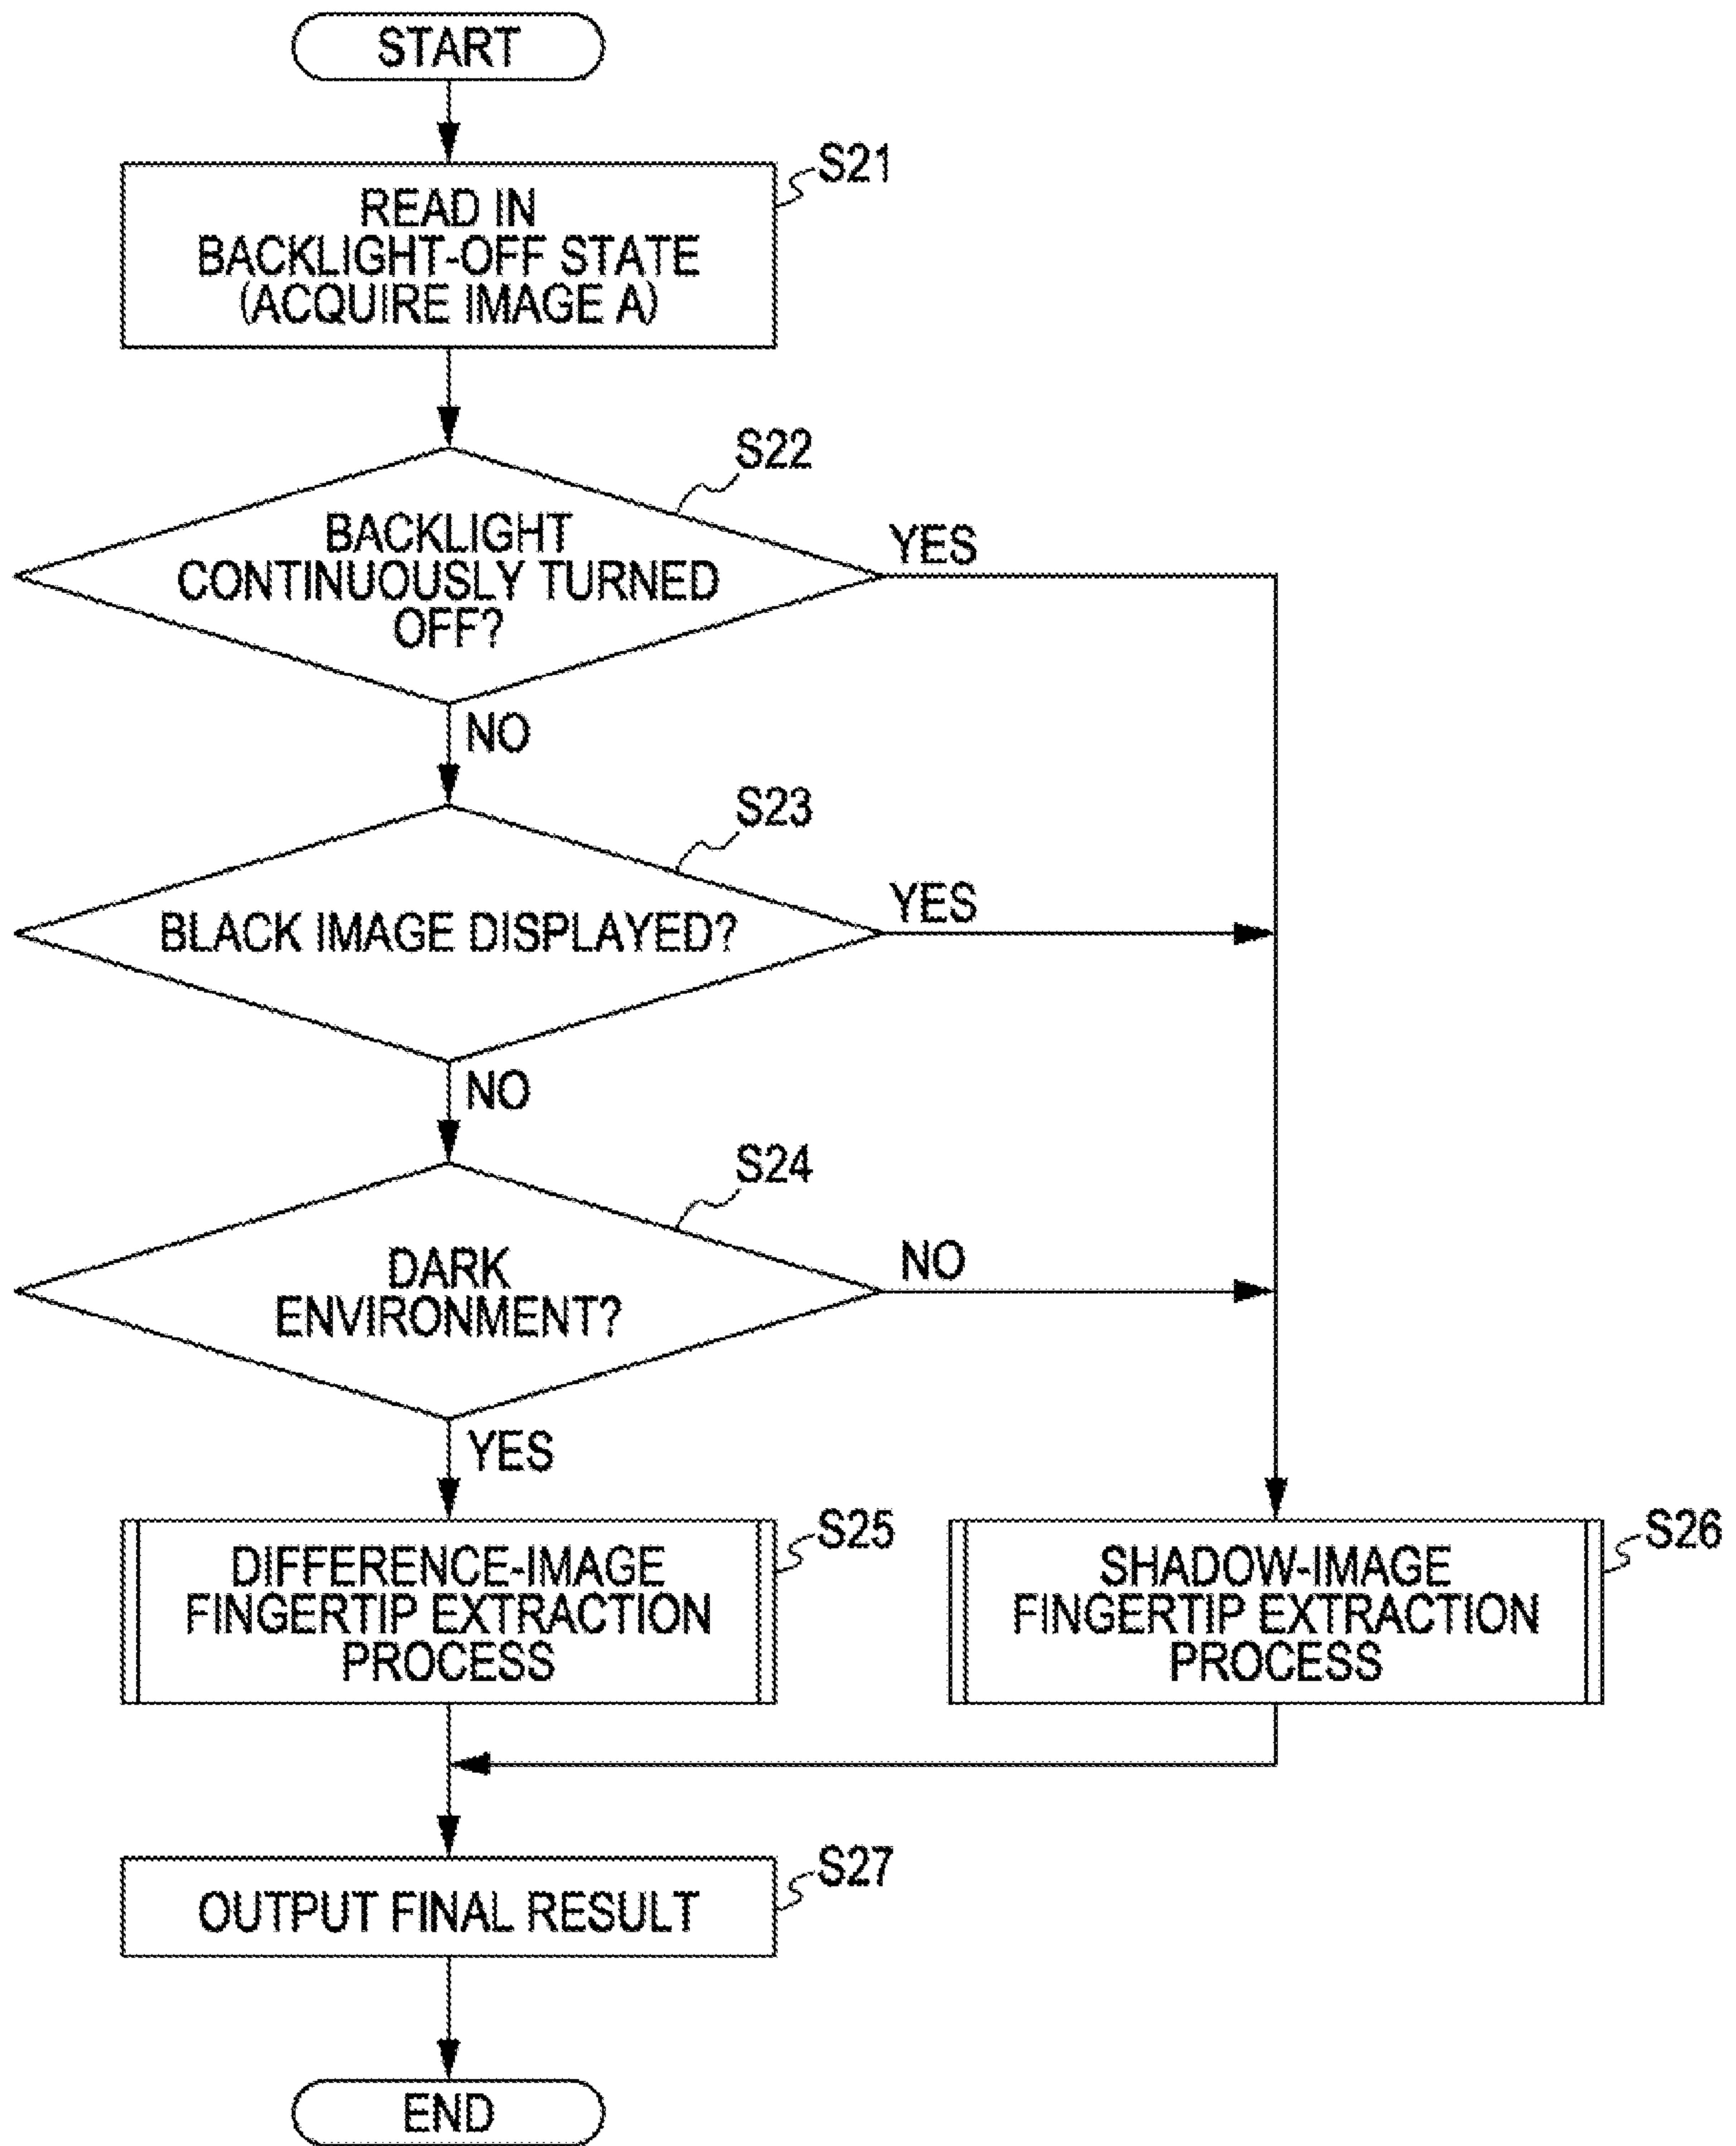 START
S21
READ IN
BACKLIGHT-OFF STATE
(ACQUIRE IMAGE A)
S22
BACKLIGHT
CONTINUOUSLY TURNED
OFF?
YES
NO
S23
BLACK IMAGE DISPLAYED?
YES
NO
S24
DARK
ENVIRONMENT?
NO
YES
S25
DIFFERENCE-IMAGE
FINGERTIP EXTRACTION
PROCESS
S26
SHADOW-IMAGE
FINGERTIP EXTRACTION
PROCESS
S27
OUTPUT FINAL RESULT
END